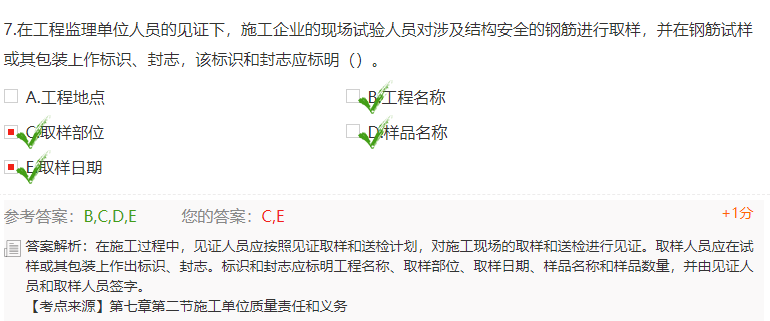 7.在工程监理单位人员的见证下，施工企业的现场试验人员对涉及结构安全的钢筋进行取样，并在钢筋试样
或其包装上作标识、封志，该标识和封志应标明（）。
A.工程地点
B.工程名称
C.取样部位
D.样品名称
E.取样日期
参考答案：B,C,D,E 您的答案：C,E +1分
答案解析：在施工过程中，见证人员应按照见证取样和送检计划，对施工现场的取样和送检进行见证。取样人员应在试
样或其包装上作出标识、封志。标识和封志应标明工程名称、取样部位、取样日期、样品名称和样品数量，并由见证人
员和取样人员签字。
【考点来源】第七章第二节施工单位质量责任和义务